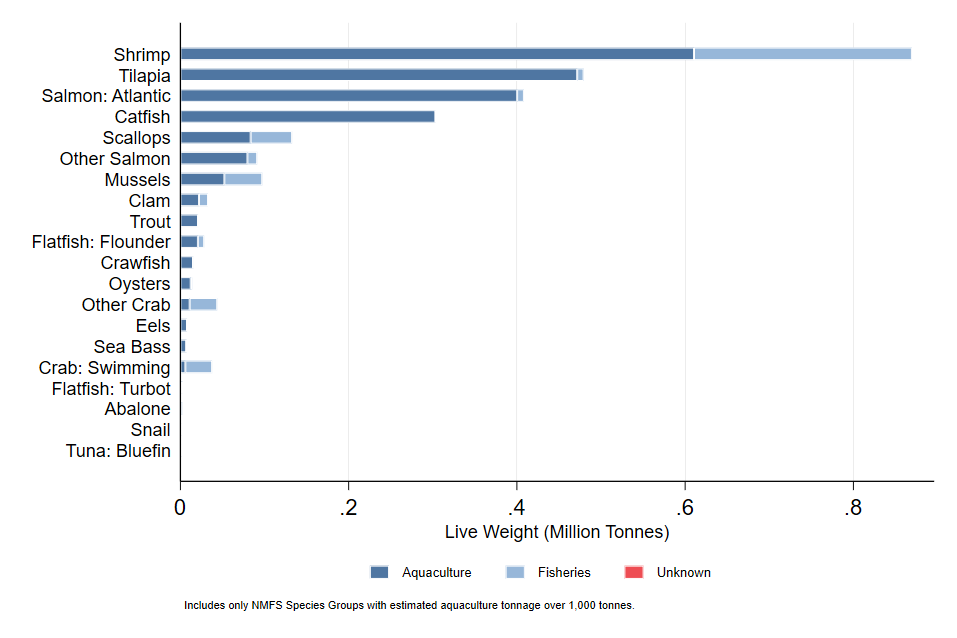 Shrimp
Tilapia
Salmon: Atlantic
Catfish
Scallops
Other Salmon
Mussels
Clam
Trout
Flatfish: Flounder
Crawfish
Oysters
Other Crab
Eels
Sea Bass
Crab: Swimming
Flatfish: Turbot
Abalone
Snail
Tuna: Bluefin
0 .2 .4 .6 .8
Live Weight (Million Tonnes)
Aquaculture Fisheries Unknown
Includes only NMFS Species Groups with estimated aquaculture tonnage over 1,000 tonnes.